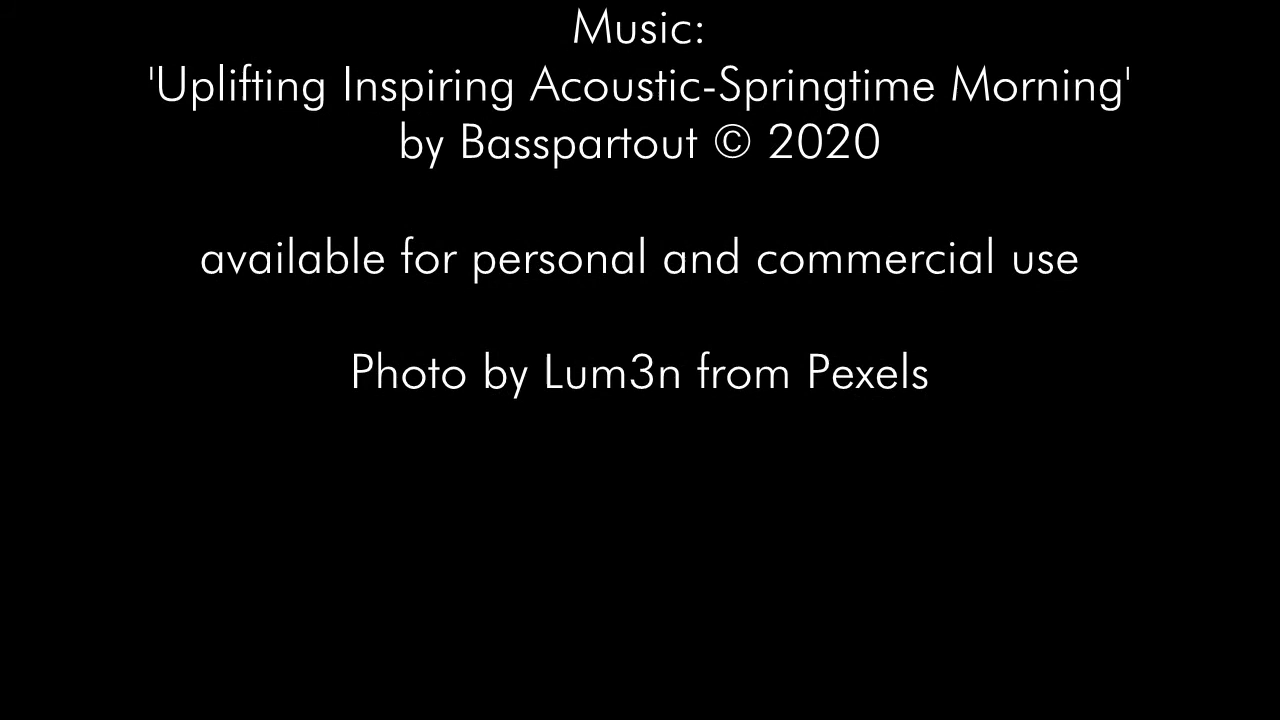 Music:
'Uplifting Inspiring Acoustic-Springtime Morning'
by Basspartout © 2020
available for personal and commercial use
Photo by Lum3n from Pexels